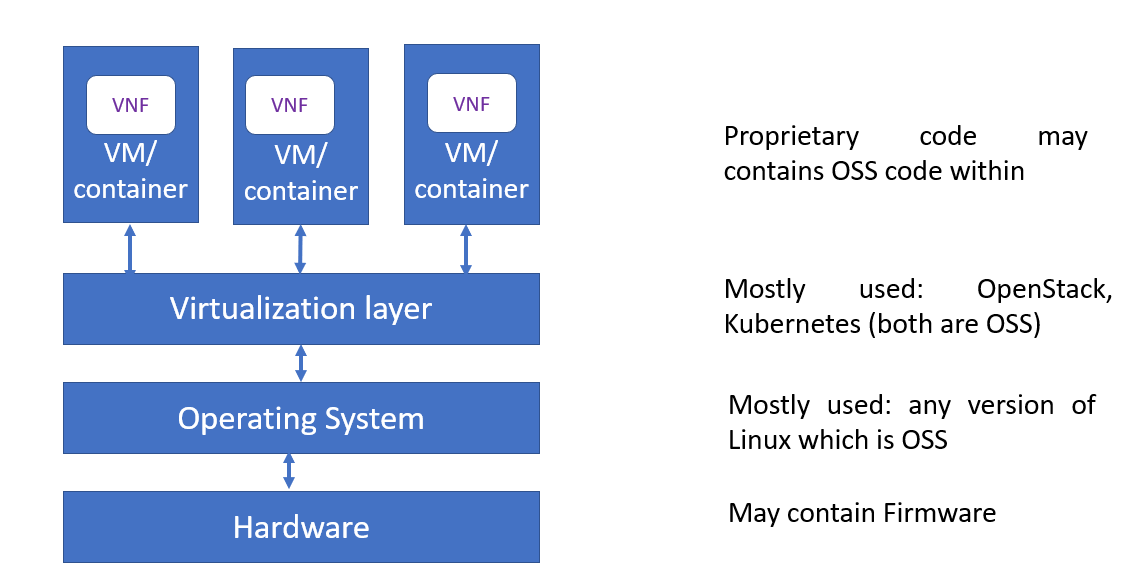 VNF
VM/
container
VNF
VM/
container
VNF
VM/
container
Proprietary code may
contains OSS code within
Virtualization layer
Mostly used: OpenStack,
Kubernetes (both are OSS)
Operating System
Mostly used: any version of
Linux which is OSS
Hardware
May contain Firmware